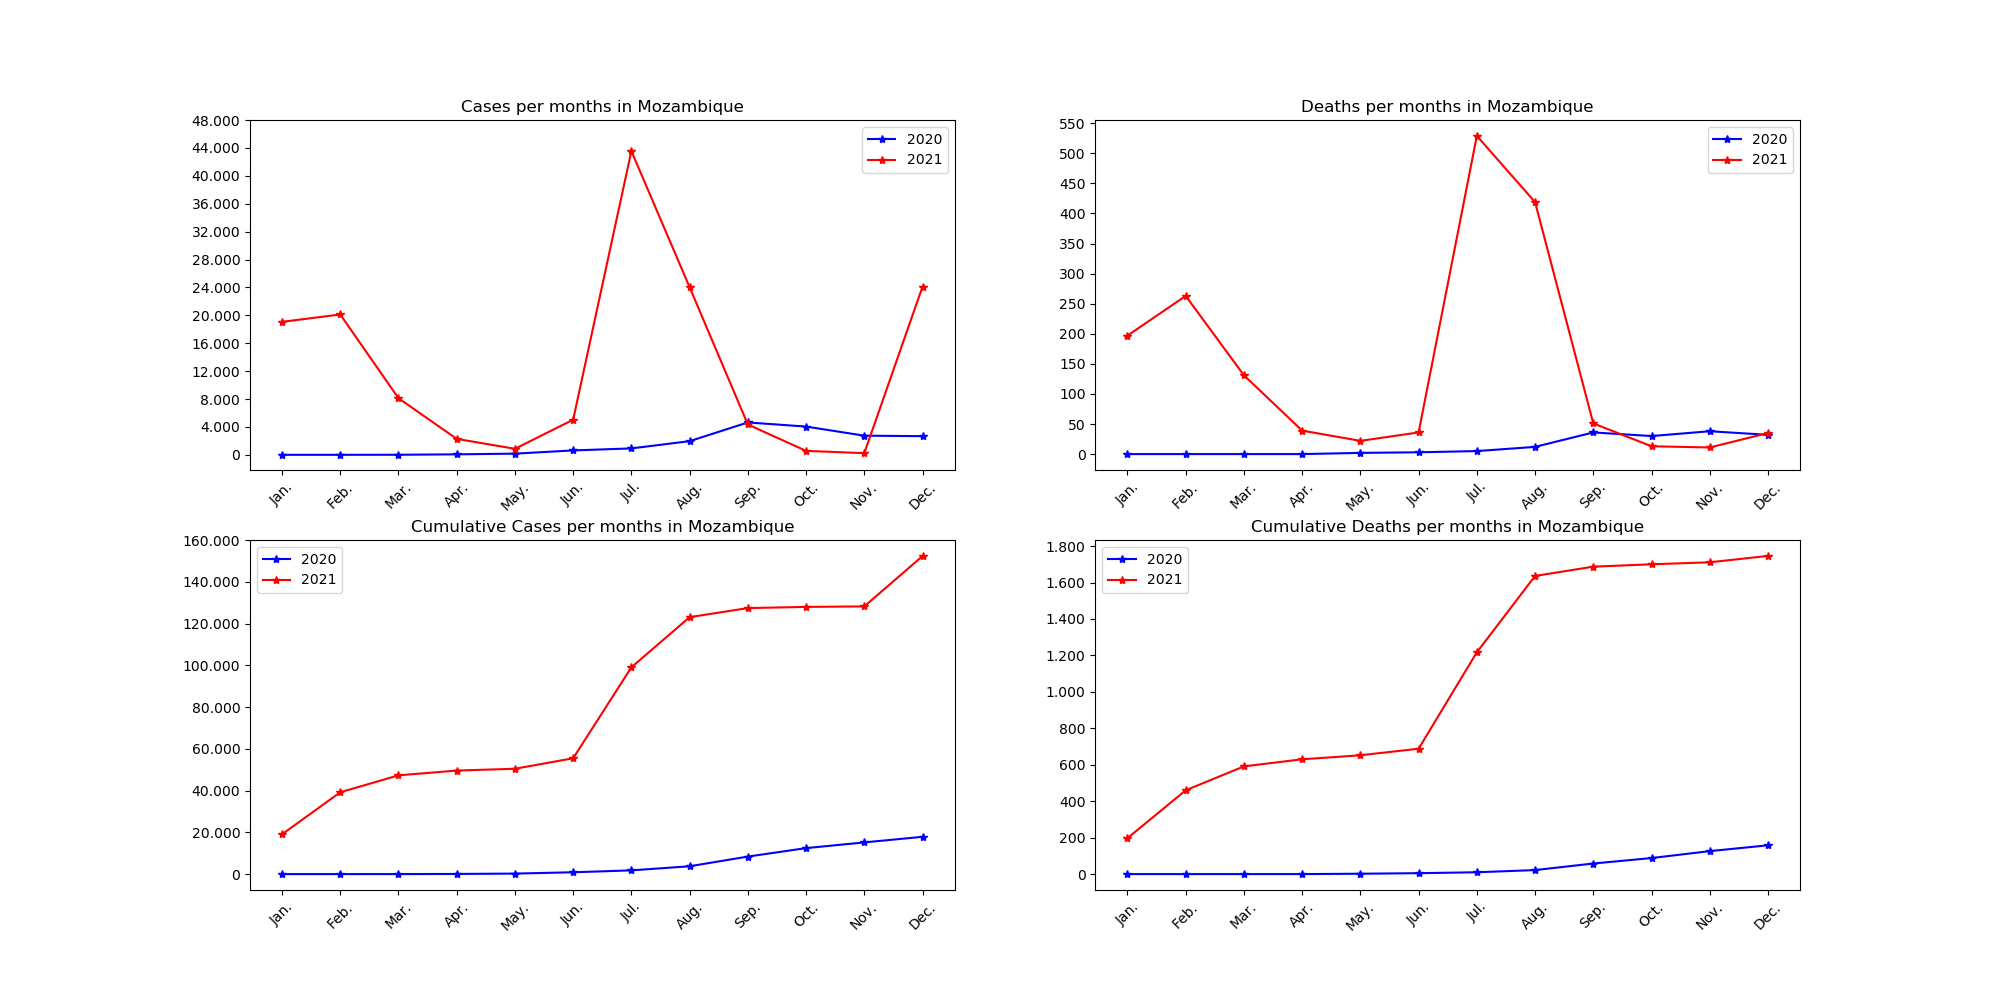 Cases per months in Mozambique
48.000
44.000
40.000
36.000
32.000
28.000
24.000
20.000
16.000
12.000
8.000
4.000
0
2020
2021
Jan.
Feb.
Mar.
Apr.
May.
Jun.
Jul.
Aug.
Sep.
Oct.
Nov.
Dec.
Deaths per months in Mozambique
550
500
450
400
350
300
250
200
150
100
50
0
2020
2021
Jan.
Feb.
Mar.
Apr.
May.
Jun.
Jul.
Aug.
Sep.
Oct.
Nov.
Dec.
Cumulative Cases per months in Mozambique
160.000
140.000
120.000
100.000
80.000
60.000
40.000
20.000
0
2020
2021
Jan.
Feb.
Mar.
Apr.
May.
Jun.
Jul.
Aug.
Sep.
Oct.
Nov.
Dec.
Cumulative Deaths per months in Mozambique
1.800
1.600
1.400
1.200
1.000
800
600
400
200
0
2020
2021
Jan.
Feb.
Mar.
Apr.
May.
Jun.
Jul.
Aug.
Sep.
Oct.
Nov.
Dec.